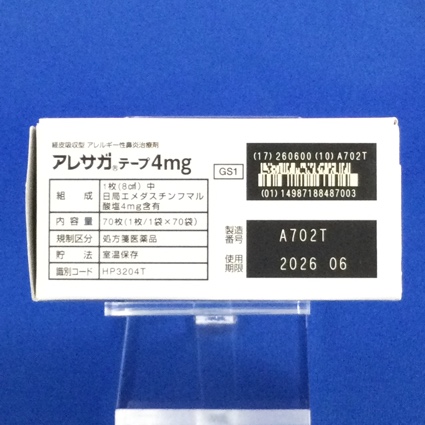 経皮吸収型 アレルギー性鼻炎治療剤
アレサガ®テープ4mg
GS1
組成 1枚(8㎠)中
日局エメダスチンフマル
酸塩4mg含有
内容量 70枚(1枚/1袋×70袋)
規制区分 処方箋医薬品
貯法 室温保存
識別コード HP3204T
(17) 260600 (10) A702T
(01) 14987188487003
製造番号 A702T
使用期限 2026 06